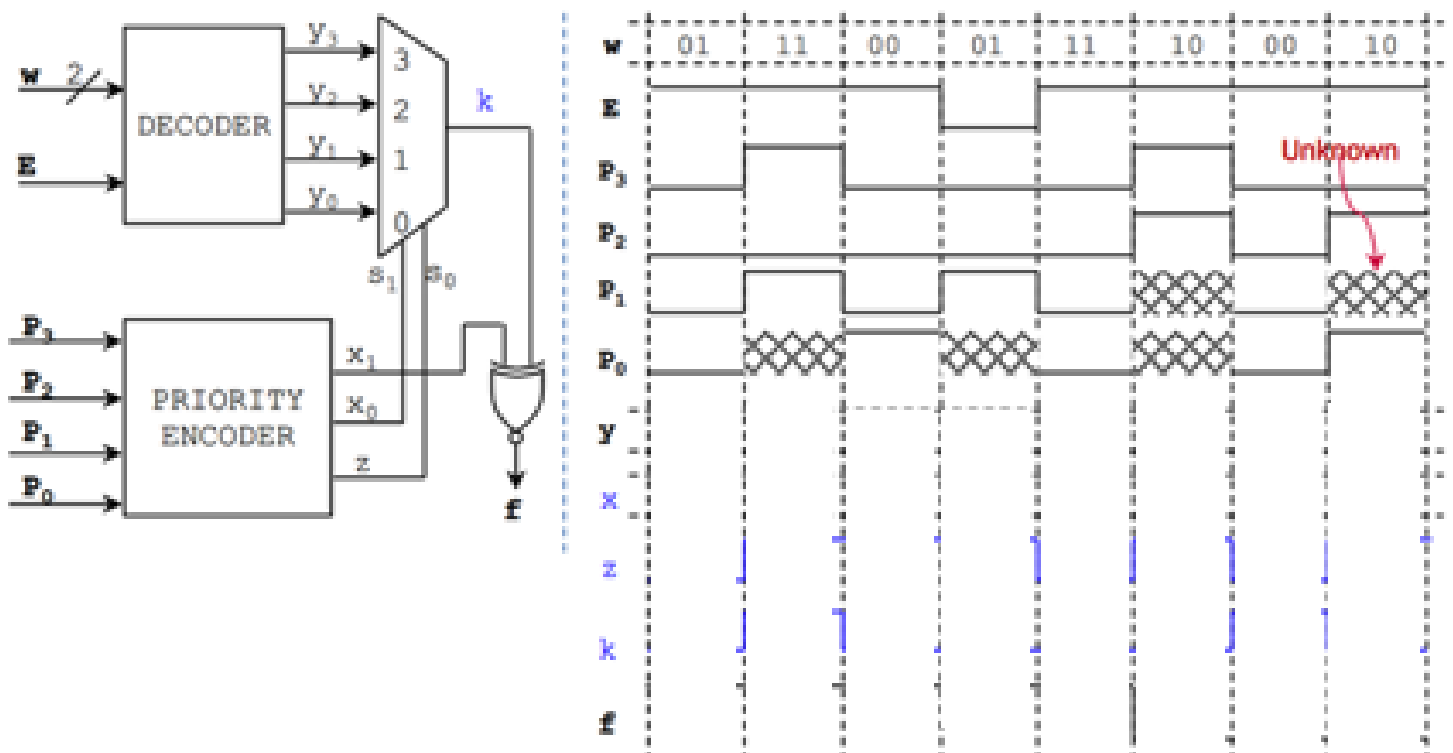 w 2
E
DECODER
y3
y2
y1
y0
3
2
1
0
k
s1 s0
P3
P2
P1
P0
PRIORITY
ENCODER
x1
x0
z
f
w 01 11 00 01 11 10 00 10
E
P3
Unknown
P2
P1
P0
y
x
z
k
f